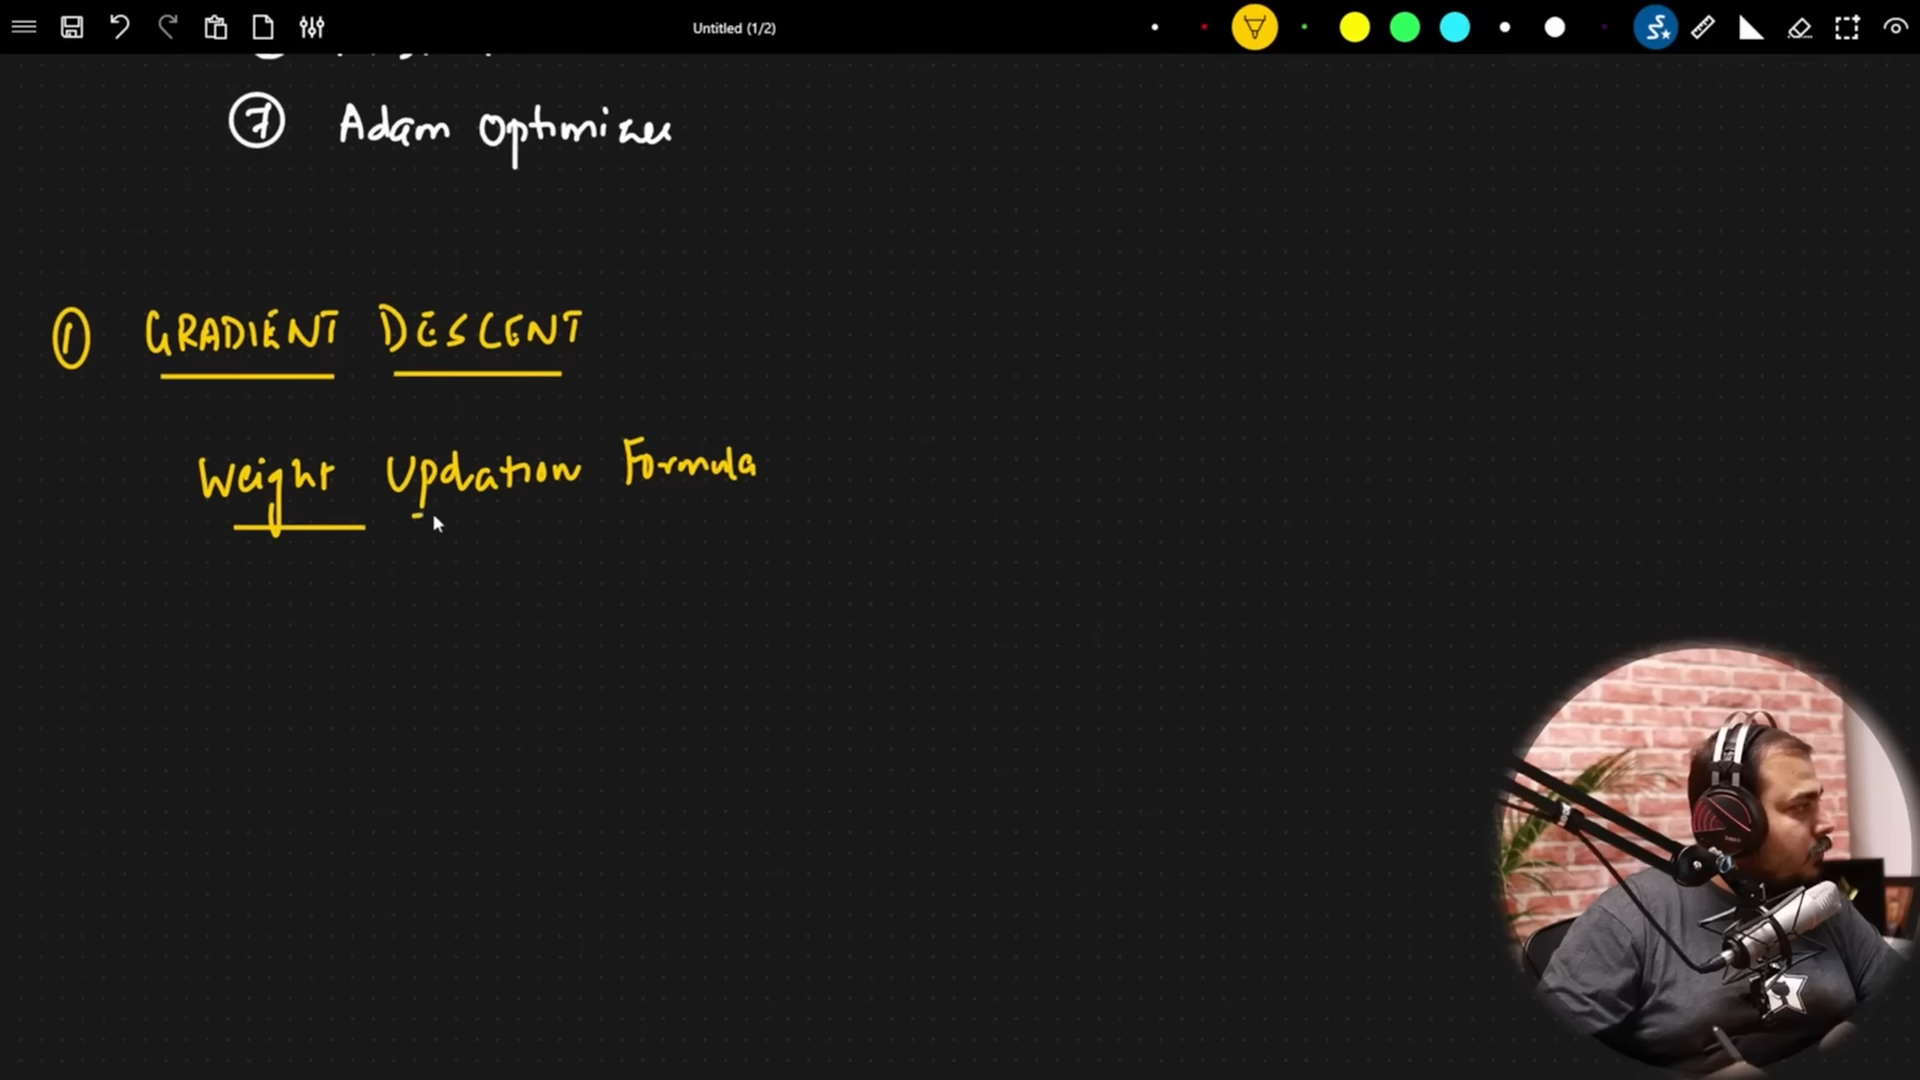 Untitled (1/2)
7 Adam Optimizer
1 GRADIENT DESCENT
Weight Updation Formula